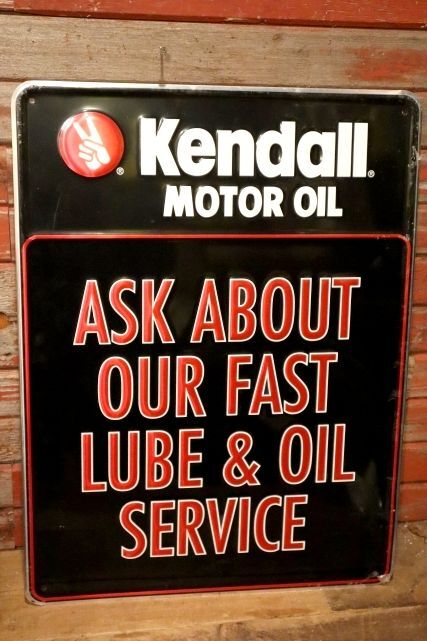 Kendall®
MOTOR OIL
®
ASK ABOUT
OUR FAST
LUBE & OIL
SERVICE